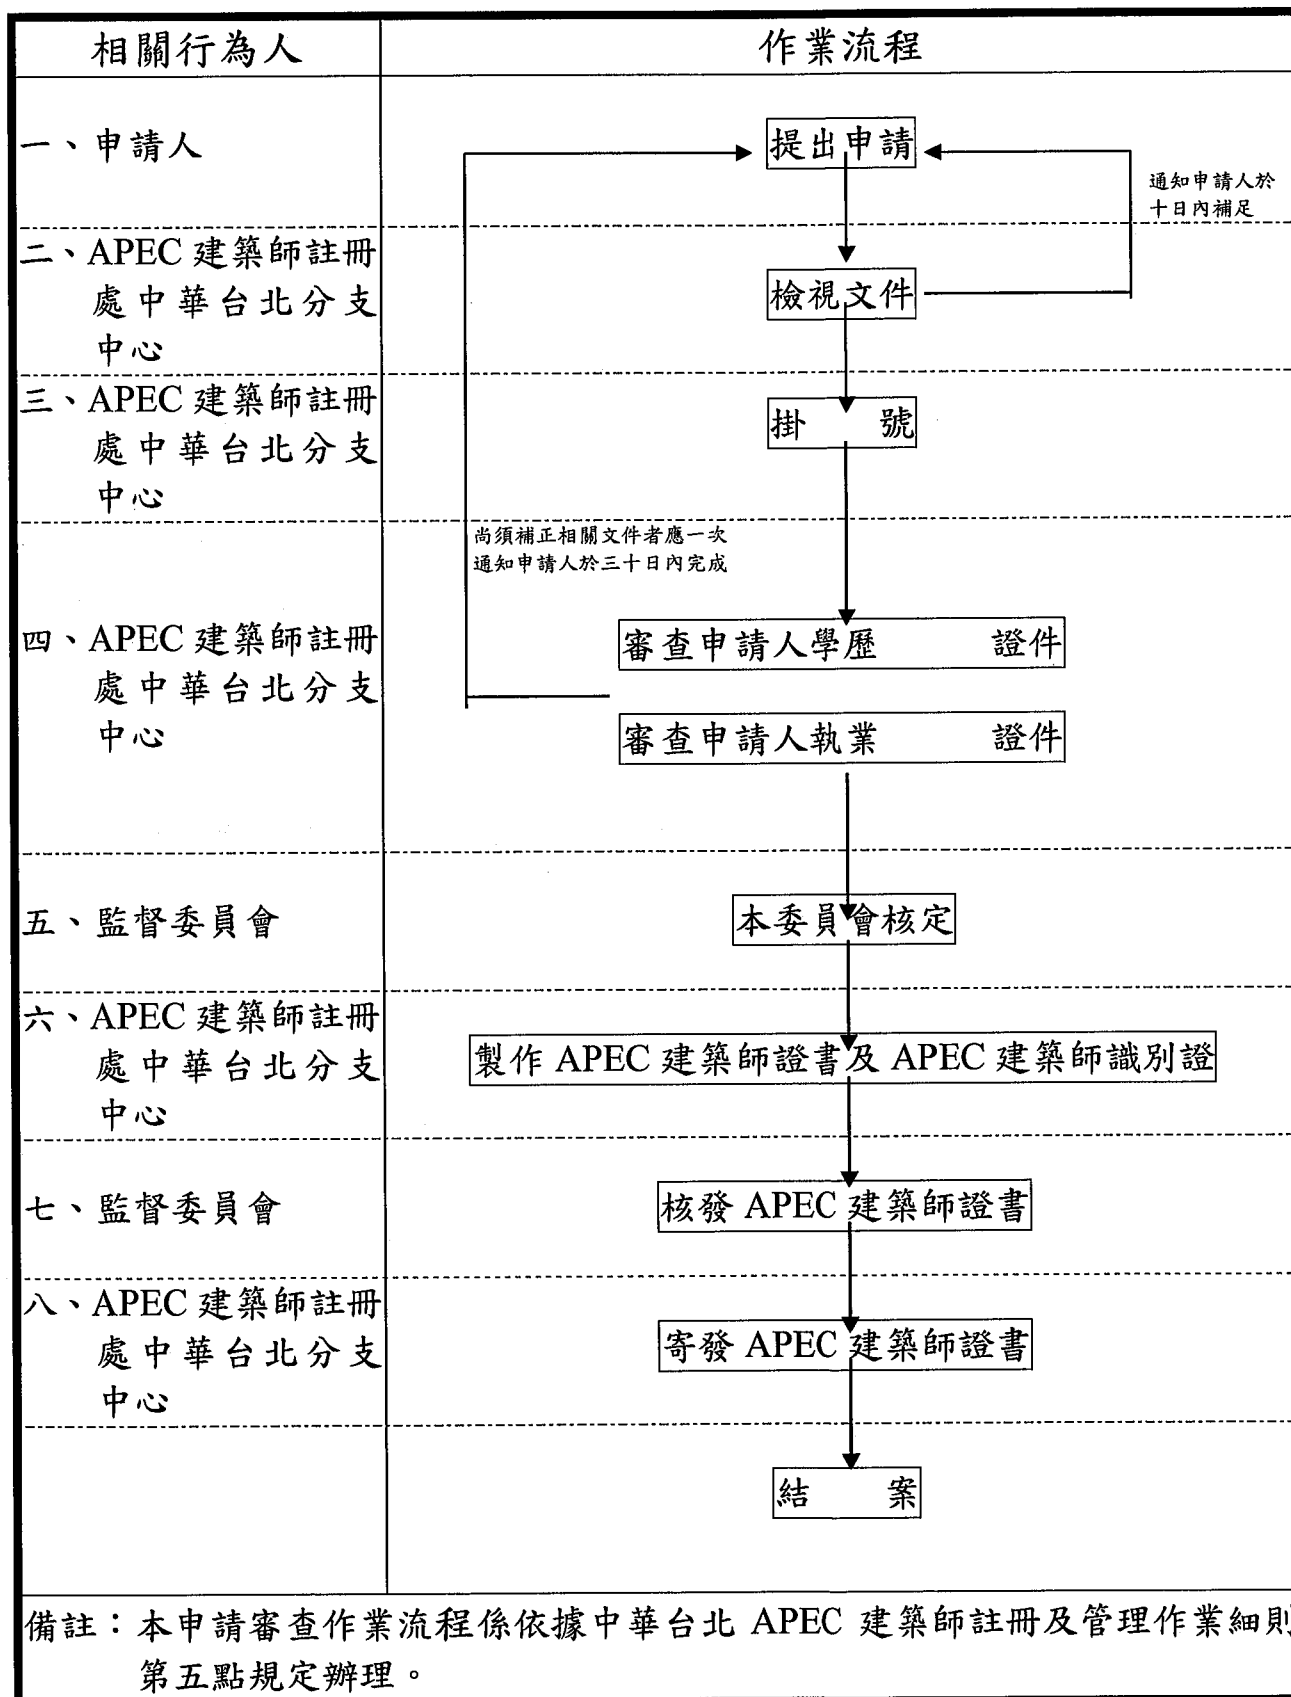 相關行為人 作業流程
一、申請人 提出申請
通知申請人於
十日內補足
二、APEC 建築師註冊
處中華台北分支
中心
檢視文件
三、APEC 建築師註冊
處中華台北分支
中心
掛 號
尚須補正相關文件者應一次
通知申請人於三十日內完成
四、APEC 建築師註冊
處中華台北分支
中心
審查申請人學歷 證件
審查申請人執業 證件
五、監督委員會 本委員會核定
六、APEC 建築師註冊
處中華台北分支
中心
製作 APEC 建築師證書及 APEC 建築師識別證
七、監督委員會 核發 APEC 建築師證書
八、APEC 建築師註冊
處中華台北分支
中心
寄發 APEC 建築師證書
結 案
備註：本申請審查作業流程係依據中華台北 APEC 建築師註冊及管理作業細則
第五點規定辦理。